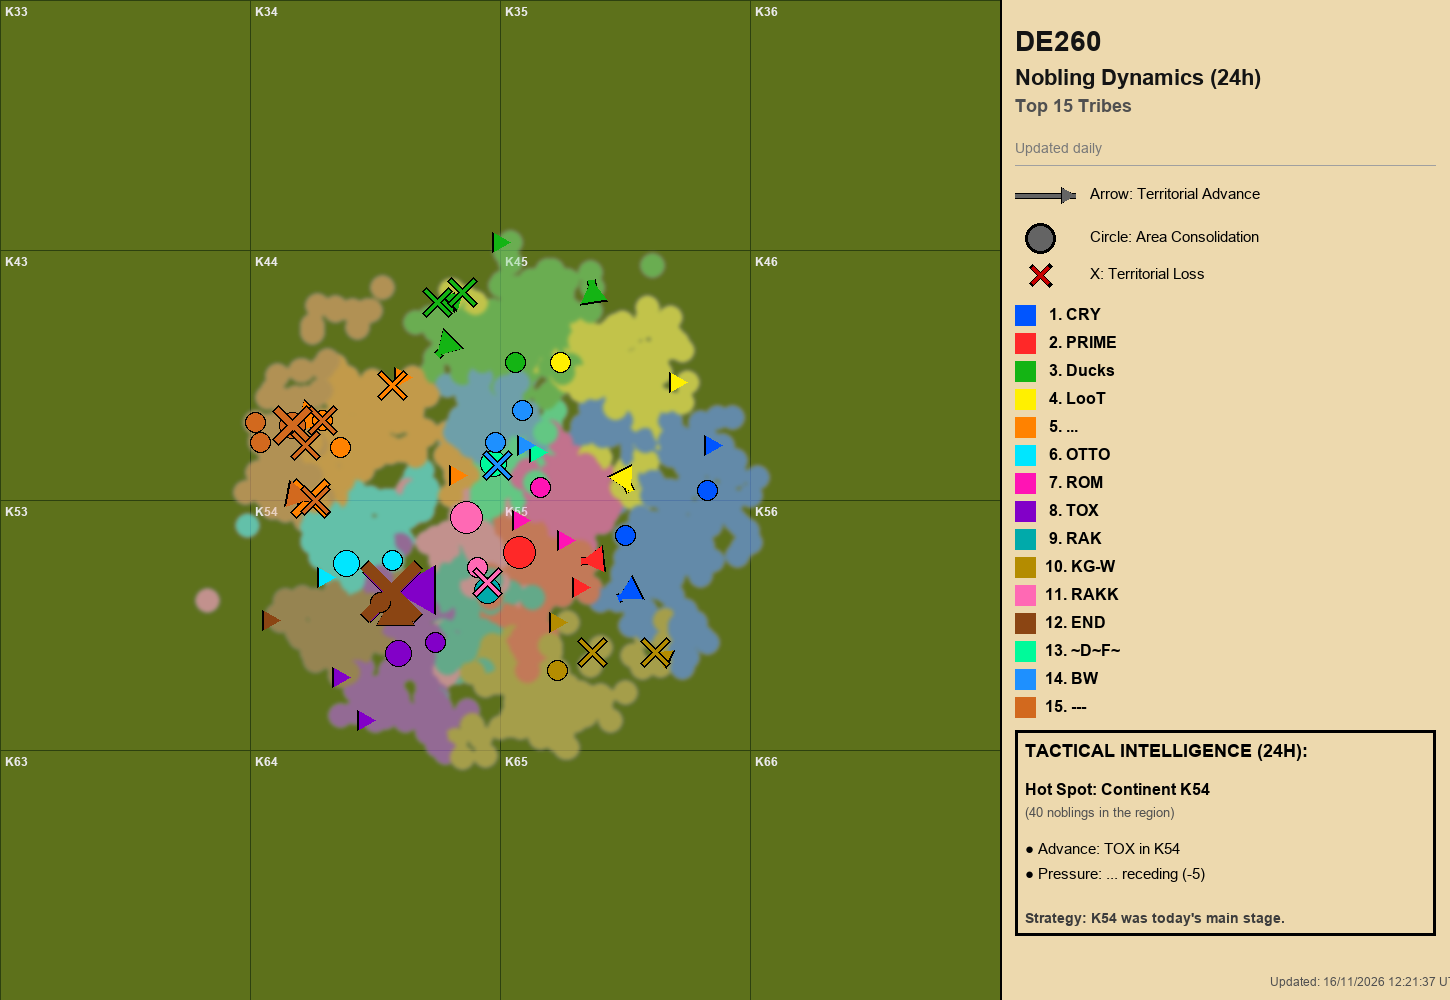 K33
K34
K35
K36
K43
K44
K45
K46
K53
K54
K55
K56
K63
K64
K65
K66
DE260
Nobling Dynamics (24h)
Top 15 Tribes
Updated daily
Arrow: Territorial Advance
Circle: Area Consolidation
X: Territorial Loss
1. CRY
2. PRIME
3. Ducks
4. LooT
5. ...
6. OTTO
7. ROM
8. TOX
9. RAK
10. KG-W
11. RAKK
12. END
13. ~D~F~
14. BW
15. ---
TACTICAL INTELLIGENCE (24H):
Hot Spot: Continent K54
(40 noblings in the region)
● Advance: TOX in K54
● Pressure: ... receding (-5)
Strategy: K54 was today's main stage.
Updated: 16/11/2026 12:21:37 U